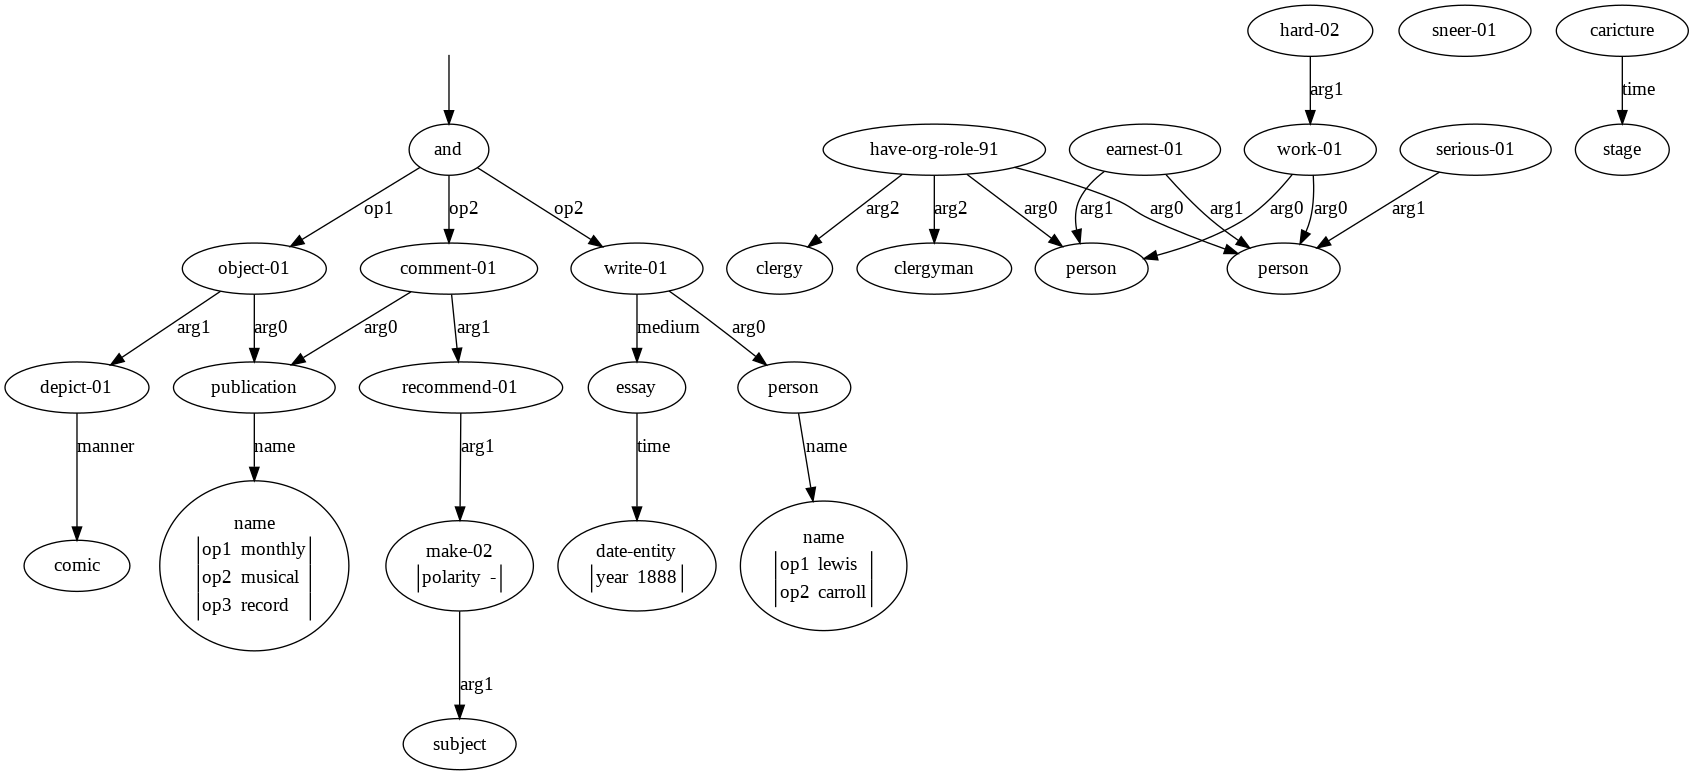 hard-02
sneer-01
caricture
arg1
time
and
have-org-role-91
earnest-01
work-01
serious-01
stage
op1
op2
op2
arg2
arg2
arg0
arg1
arg0
arg1
arg0
arg0
arg1
object-01
comment-01
write-01
clergy
clergyman
person
person
arg1
arg0
arg0
arg1
medium
arg0
depict-01
publication
recommend-01
essay
person
manner
name
arg1
time
name
comic
name
op1 monthly
op2 musical
op3 record
make-02
polarity -
date-entity
year 1888
name
op1 lewis
op2 carroll
arg1
subject